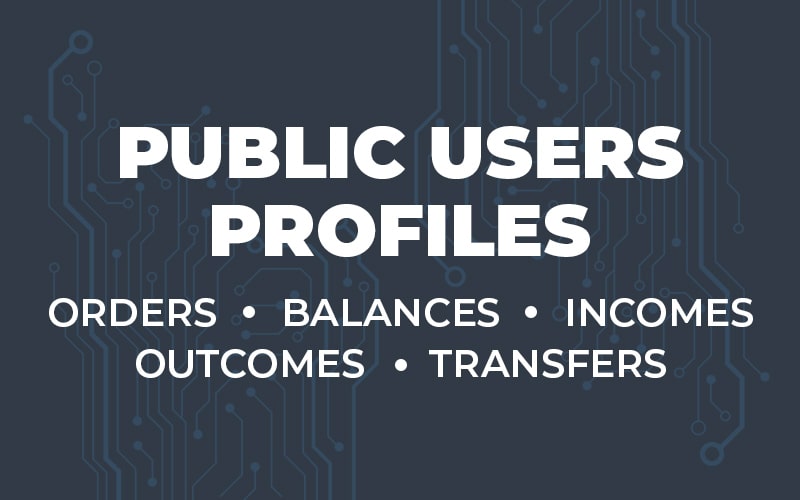 PUBLIC USERS
PROFILES
ORDERS • BALANCES • INCOMES
OUTCOMES • TRANSFERS